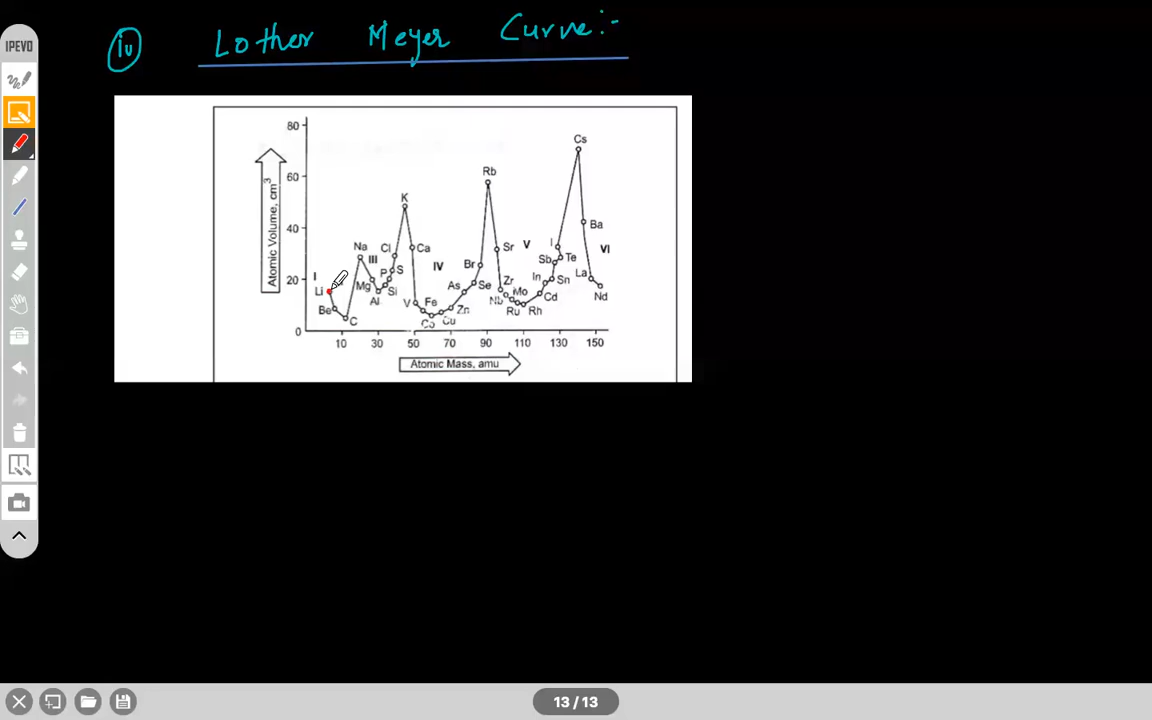 iv Lother Meyer Curve:-
IPEVO
80
Cs
Rb
60
K
Atomic Volume, cm3
40
Na
III
Cl
Ca
IV
Br
Sr
V
I
Ba
VI
I
P
S
Sb
Te
20
Li
Mg
Al
Si
As
Se
Zr
In
Sn
La
Be
C
V
Fe
Zn
Nb
Mo
Cd
Nd
Co
Cu
Ru
Rh
0
10 30 50 70 90 110 130 150
Atomic Mass, amu
13 / 13